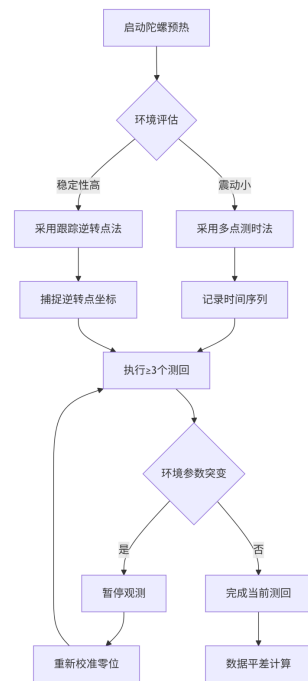 启动陀螺预热
环境评估
稳定性高
震动小
采用跟踪逆转点法
采用多点测时法
捕捉逆转点坐标
记录时间序列
执行≥3个测回
环境参数突变
是
否
暂停观测
完成当前测回
重新校准零位
数据平差计算